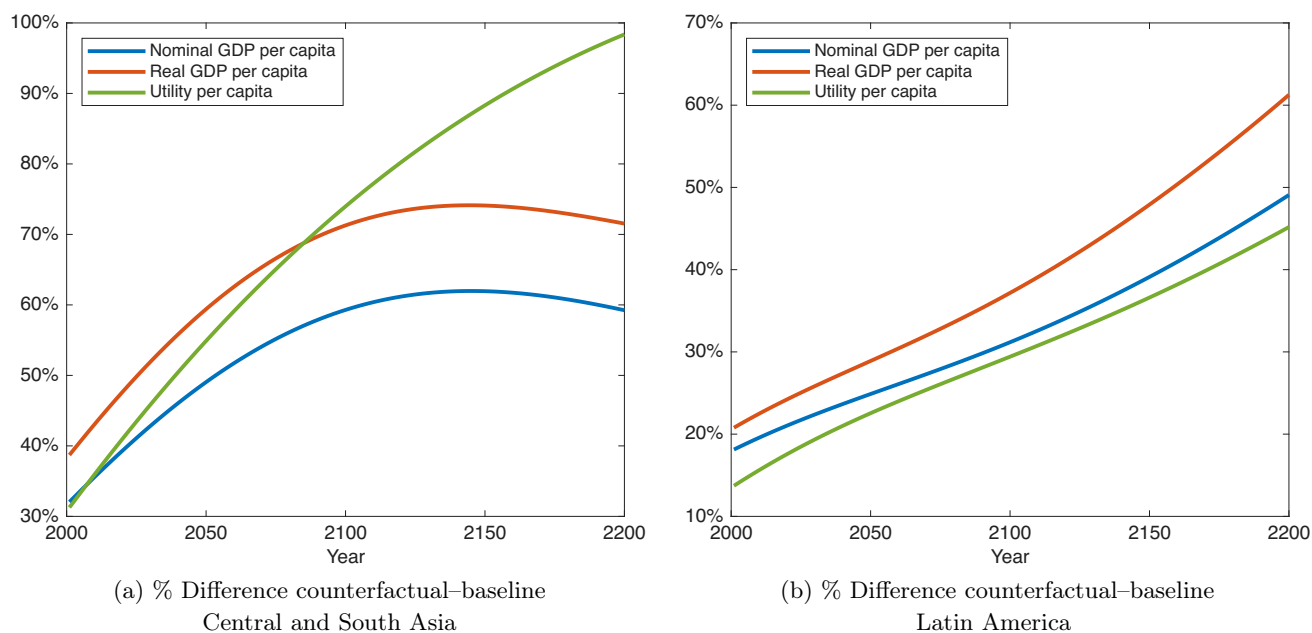 100%
90%
80%
70%
60%
50%
40%
30%
Nominal GDP per capita
Real GDP per capita
Utility per capita
2000 2050 2100 2150 2200
Year
(a) % Difference counterfactual–baseline
Central and South Asia
70%
60%
50%
40%
30%
20%
10%
Nominal GDP per capita
Real GDP per capita
Utility per capita
2000 2050 2100 2150 2200
Year
(b) % Difference counterfactual–baseline
Latin America